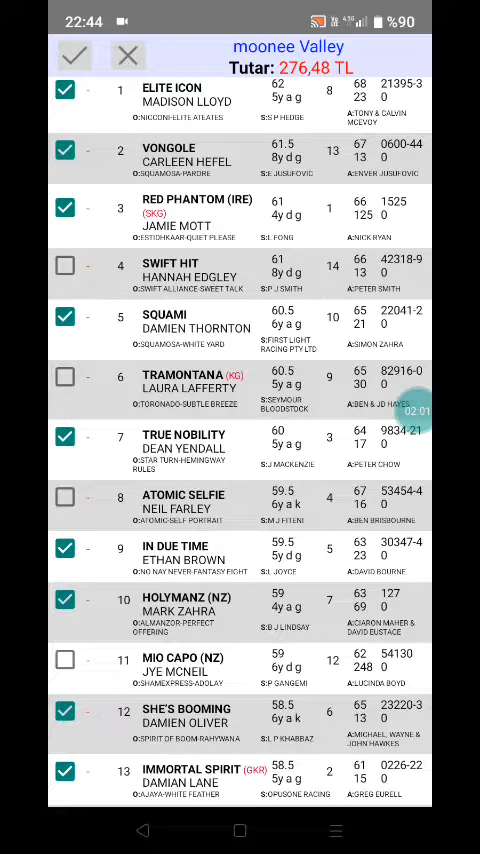 22:44 %90
moonee Valley
Tutar: 276,48 TL
- 1 ELITE ICON 62 8 68 21395-3
MADISON LLOYD 5y a g 23 0
O:NICCONI-ELITE ATEATES S:S P HEDGE A:TONY & CALVIN MCEVOY
- 2 VONGOLE 61.5 13 67 0600-44
CARLEEN HEFEL 8y d g 13 0
O:SQUAMOSA-PARORE S:E JUSUFOVIC A:ENVER JUSUFOVIC
- 3 RED PHANTOM (IRE) 61 1 66 1525
(SKG) 4y d g 125 0
JAMIE MOTT
O:ESTIDHKAAR-QUIET PLEASE S:L FONG A:NICK RYAN
- 4 SWIFT HIT 61 14 66 42318-9
HANNAH EDGLEY 8y d g 13 0
O:SWIFT ALLIANCE-SWEET TALK S:P J SMITH A:PETER SMITH
- 5 SQUAMI 60.5 10 65 22041-2
DAMIEN THORNTON 6y a g 21 0
O:SQUAMOSA-WHITE YARD S:FIRST LIGHT RACING PTY LTD A:SIMON ZAHRA
- 6 TRAMONTANA (KG) 60.5 9 65 82916-0
LAURA LAFFERTY 5y a g 30 0
O:TORONADO-SUBTLE BREEZE S:SEYMOUR BLOODSTOCK A:BEN & JD HAYES
02:01
- 7 TRUE NOBILITY 60 3 64 9834-21
DEAN YENDALL 5y a g 17 0
O:STAR TURN-HEMINGWAY RULES S:J MACKENZIE A:PETER CHOW
- 8 ATOMIC SELFIE 59.5 4 67 53454-4
NEIL FARLEY 6y a k 16 0
O:ATOMIC-SELF PORTRAIT S:M J FITENI A:BEN BRISBOURNE
- 9 IN DUE TIME 59.5 5 63 30347-4
ETHAN BROWN 5y d g 23 0
O:NO NAY NEVER-FANTASY EIGHT S:L JOYCE A:DAVID BOURNE
- 10 HOLYMANZ (NZ) 59 7 63 127
MARK ZAHRA 4y a g 69 0
O:ALMANZOR-PERFECT OFFERING S:B J LINDSAY A:CIARON MAHER & DAVID EUSTACE
- 11 MIO CAPO (NZ) 59 12 62 54130
JYE MCNEIL 6y d g 248 0
O:SHAMEXPRESS-ADOLAY S:P GANGEMI A:LUCINDA BOYD
- 12 SHE'S BOOMING 58.5 6 65 23220-3
DAMIEN OLIVER 6y a k 13 0
O:SPIRIT OF BOOM-RAHYWANA S:L P KHABBAZ A:MICHAEL, WAYNE & JOHN HAWKES
- 13 IMMORTAL SPIRIT (GKR) 58.5 2 61 0226-22
DAMIAN LANE 5y a g 15 0
O:AJAYA-WHITE FEATHER S:OPUSONE RACING A:GREG EURELL